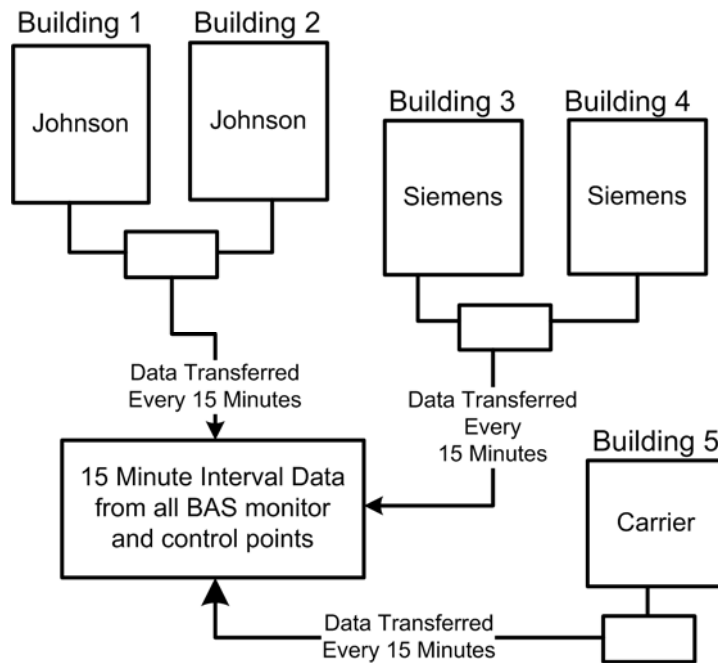 Building 1
Building 2
Johnson
Johnson
Building 3
Building 4
Siemens
Siemens
Data Transferred
Every 15 Minutes
Data Transferred
Every
15 Minutes
Building 5
Carrier
15 Minute Interval Data
from all BAS monitor
and control points
Data Transferred
Every 15 Minutes